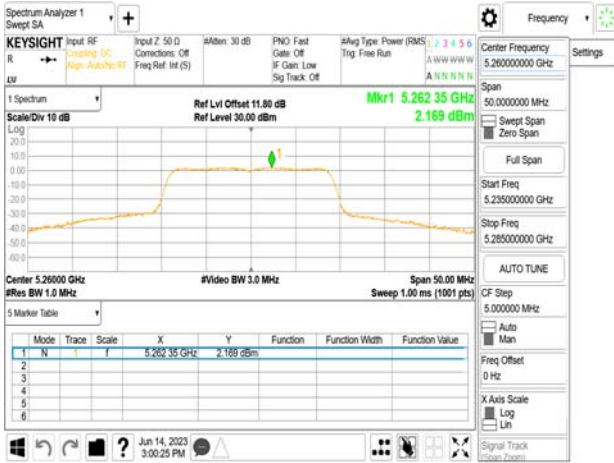 Spectrum Analyzer 1
Swept SA
Frequency
KEYSIGHT
R
Input: RF
Coupling: DC
Align: Auto/No RF
Input Z: 50 Ω
Corrections: Off
Freq Ref: Int (S)
#Atten: 30 dB
PNO: Fast
Gate: Off
IF Gain: Low
Sig Track: Off
#Avg Type: Power (RMS)
Trig: Free Run
1 2 3 4 5 6
A WW WW W
A N N N N N
1 Spectrum
Scale/Div 10 dB
Log
Ref Lvl Offset 11.80 dB
Ref Level 30.00 dBm
Mkr1 5.262 35 GHz
2.169 dBm
1
20.0
10.0
0.00
-10.0
-20.0
-30.0
-40.0
-50.0
-60.0
Center 5.26000 GHz
#Video BW 3.0 MHz
Span 50.00 MHz
#Res BW 1.0 MHz
Sweep 1.00 ms (1001 pts)
5 Marker Table
Mode Trace Scale X Y Function Function Width Function Value
1 N 1 f 5.262 35 GHz 2.169 dBm
2
3
4
5
6
Jun 14, 2023
3:00:25 PM
Center Frequency
5.260000000 GHz
Settings
Span
50.0000000 MHz
Swept Span
Zero Span
Full Span
Start Freq
5.235000000 GHz
Stop Freq
5.285000000 GHz
AUTO TUNE
CF Step
5.000000 MHz
Auto
Man
Freq Offset
0 Hz
X Axis Scale
Log
Lin
Signal Track
(Span Zoom)